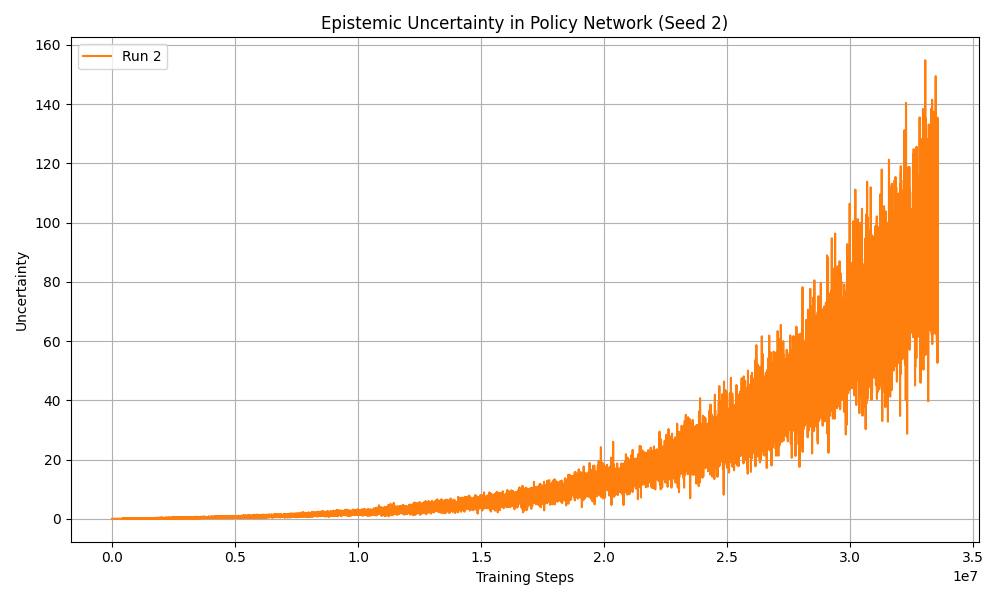 Epistemic Uncertainty in Policy Network (Seed 2)
Run 2
Uncertainty
160
140
120
100
80
60
40
20
0
0.0 0.5 1.0 1.5 2.0 2.5 3.0 3.5
1e7
Training Steps